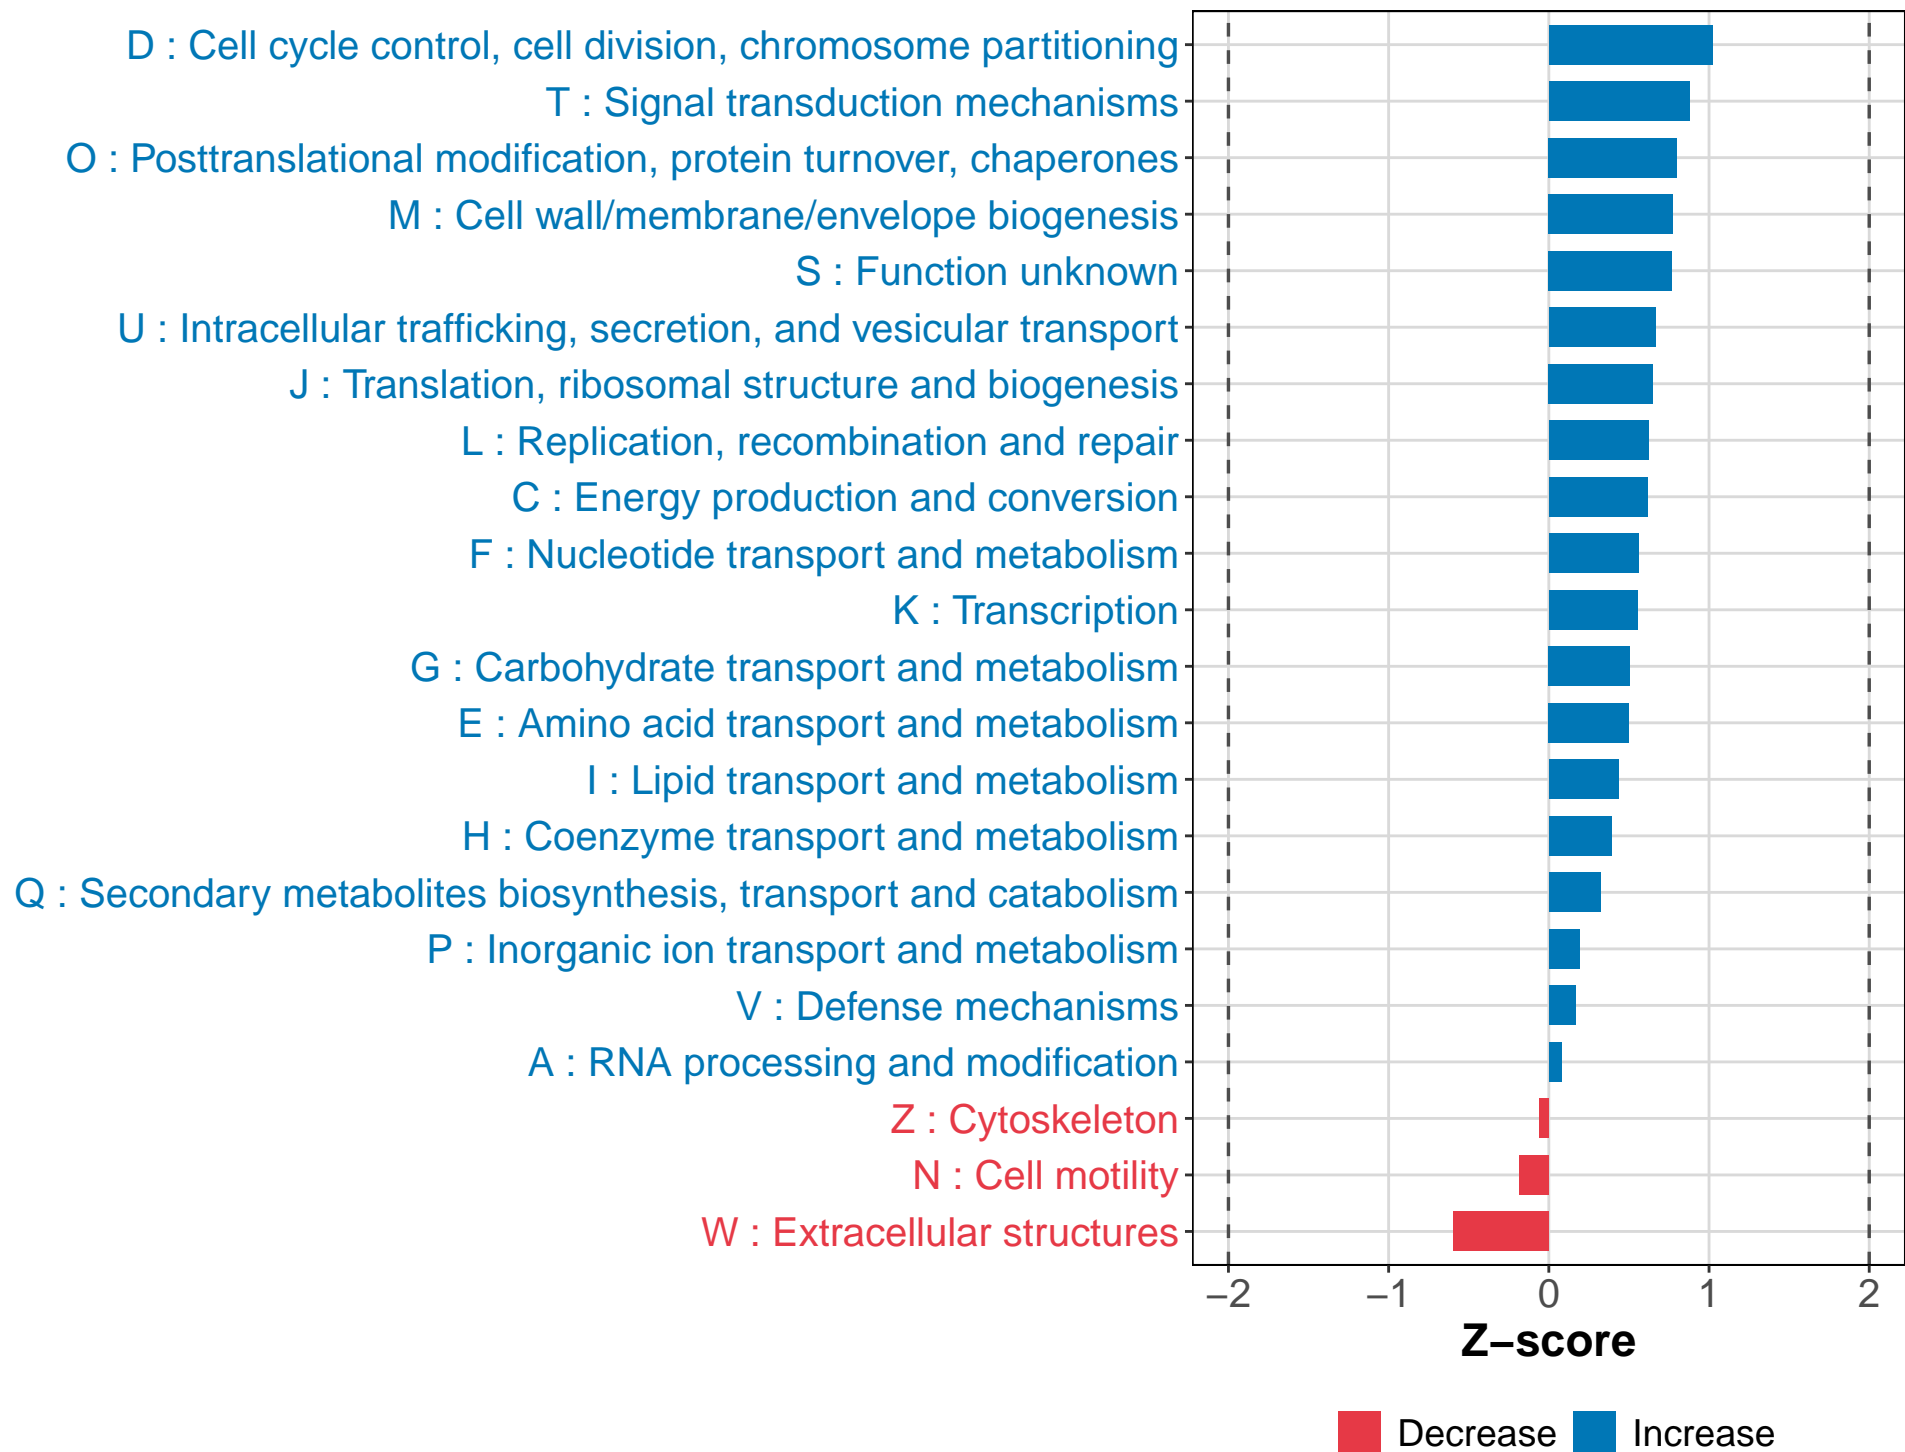 D : Cell cycle control, cell division, chromosome partitioning
T : Signal transduction mechanisms
O : Posttranslational modification, protein turnover, chaperones
M : Cell wall/membrane/envelope biogenesis
S : Function unknown
U : Intracellular trafficking, secretion, and vesicular transport
J : Translation, ribosomal structure and biogenesis
L : Replication, recombination and repair
C : Energy production and conversion
F : Nucleotide transport and metabolism
K : Transcription
G : Carbohydrate transport and metabolism
E : Amino acid transport and metabolism
I : Lipid transport and metabolism
H : Coenzyme transport and metabolism
Q : Secondary metabolites biosynthesis, transport and catabolism
P : Inorganic ion transport and metabolism
V : Defense mechanisms
A : RNA processing and modification
Z : Cytoskeleton
N : Cell motility
W : Extracellular structures
−2 −1 0 1 2
Z−score
Decrease Increase